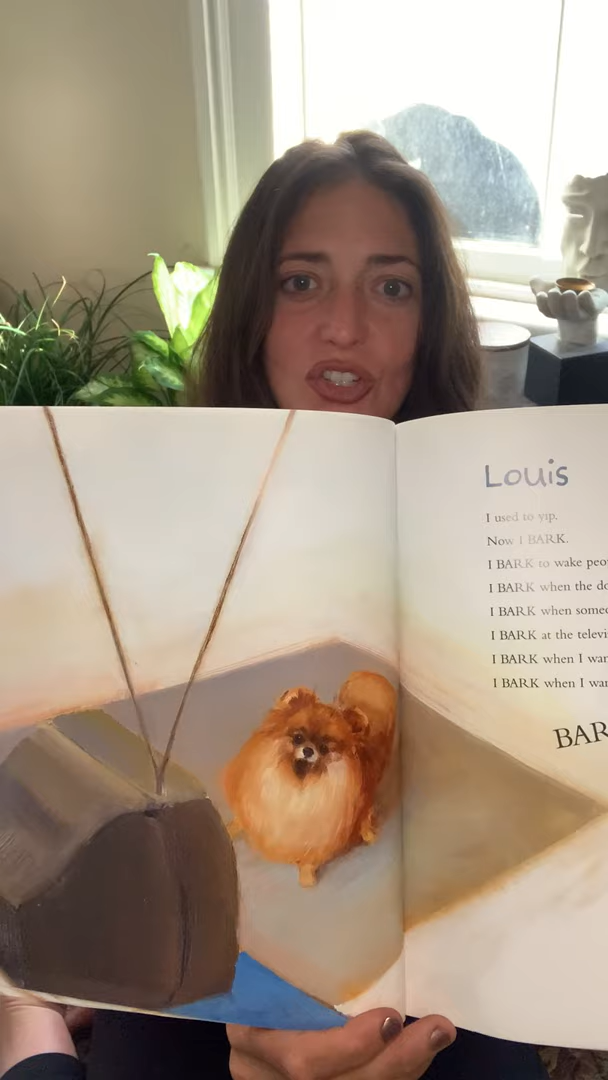 Louis
I used to yip.
Now I BARK.
I BARK to wake
I BARK when the
I BARK when
I BARK at the
I BARK when I
I BARK when I